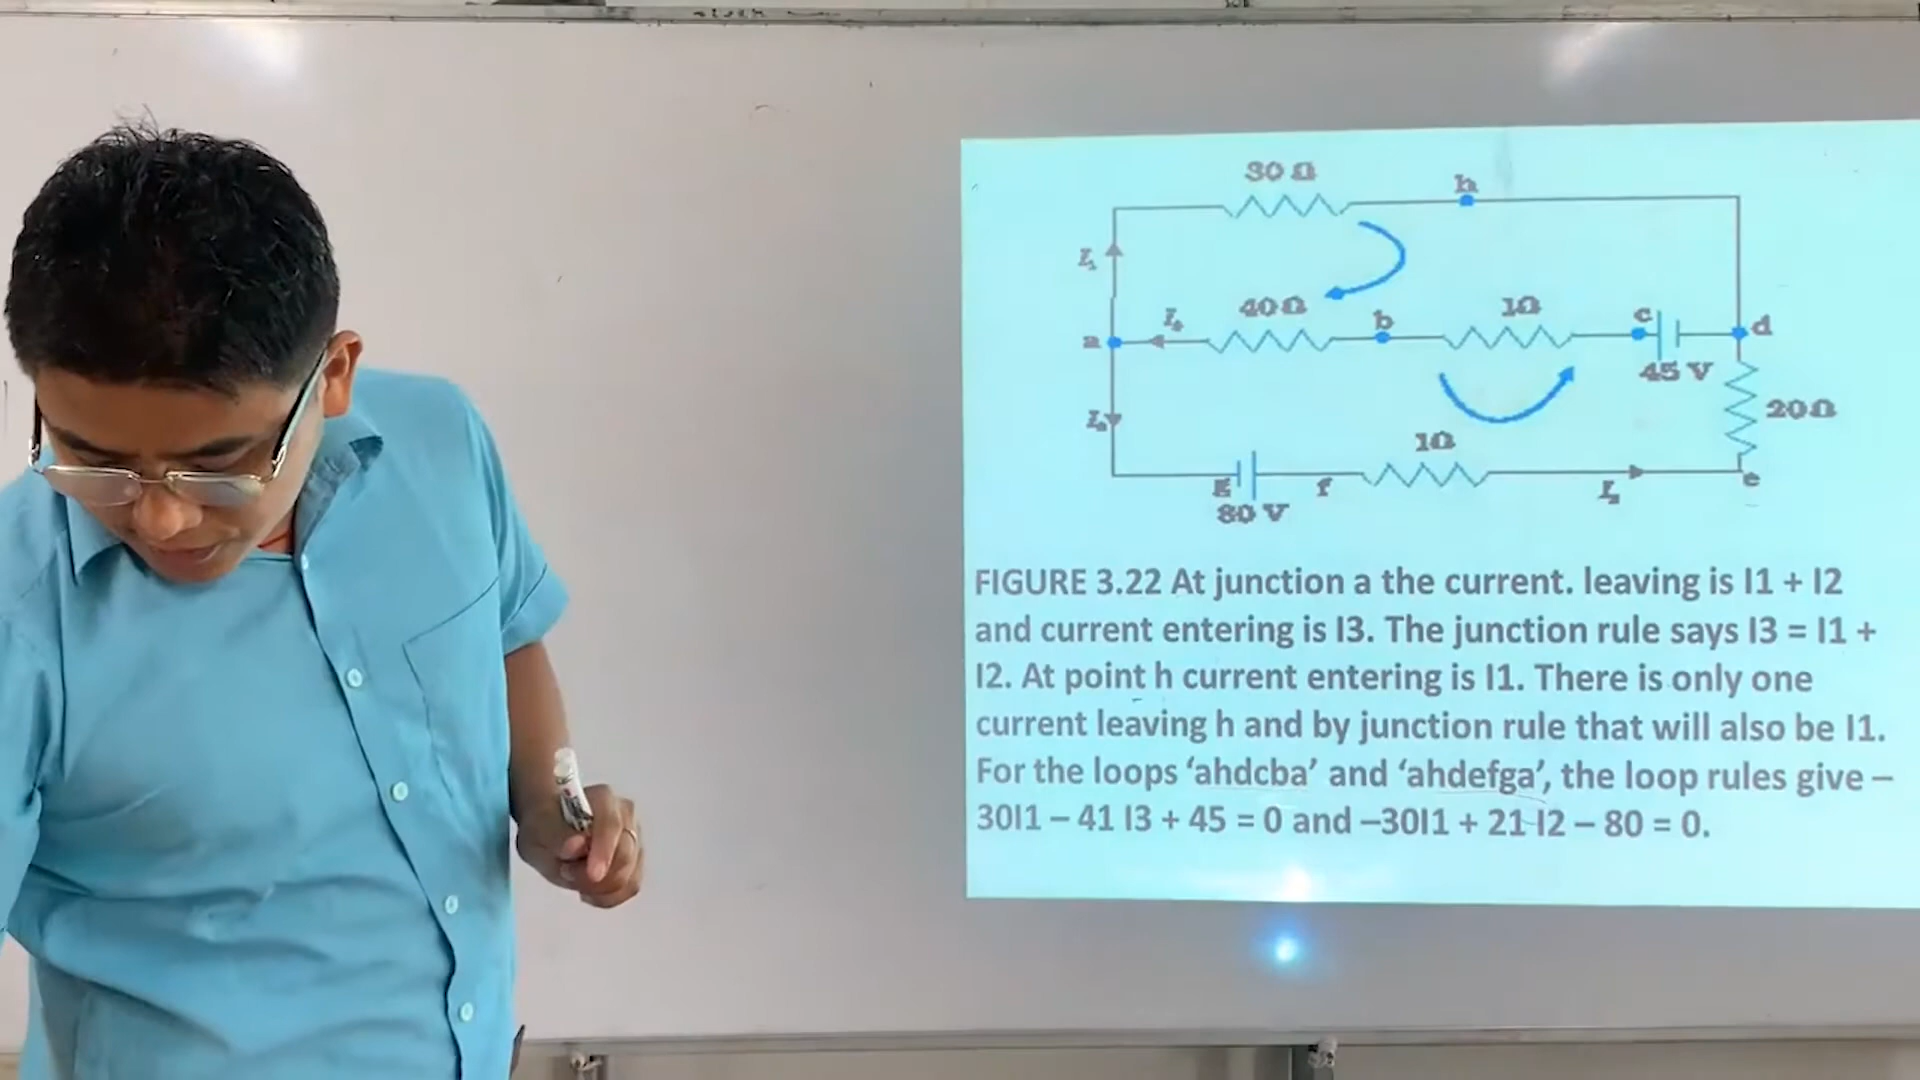 30 Ω
h
I1
40Ω
1Ω
I3
b
c
a
d
45 V
20Ω
I2
1Ω
g
f
I2
e
80 V
FIGURE 3.22 At junction a the current. leaving is I1 + I2
and current entering is I3. The junction rule says I3 = I1 +
I2. At point h current entering is I1. There is only one
current leaving h and by junction rule that will also be I1.
For the loops ‘ahdcba’ and ‘ahdefga’, the loop rules give –
30I1 – 41 I3 + 45 = 0 and –30I1 + 21 I2 – 80 = 0.